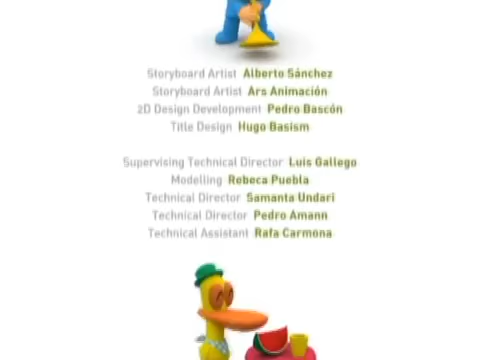 Storyboard Artist Alberto Sánchez
Storyboard Artist Ars Animación
2D Design Development Pedro Bascón
Title Design Hugo Basism
Supervising Technical Director Luis Gallego
Modelling Rebeca Puebla
Technical Director Samanta Undari
Technical Director Pedro Amann
Technical Assistant Rafa Carmona